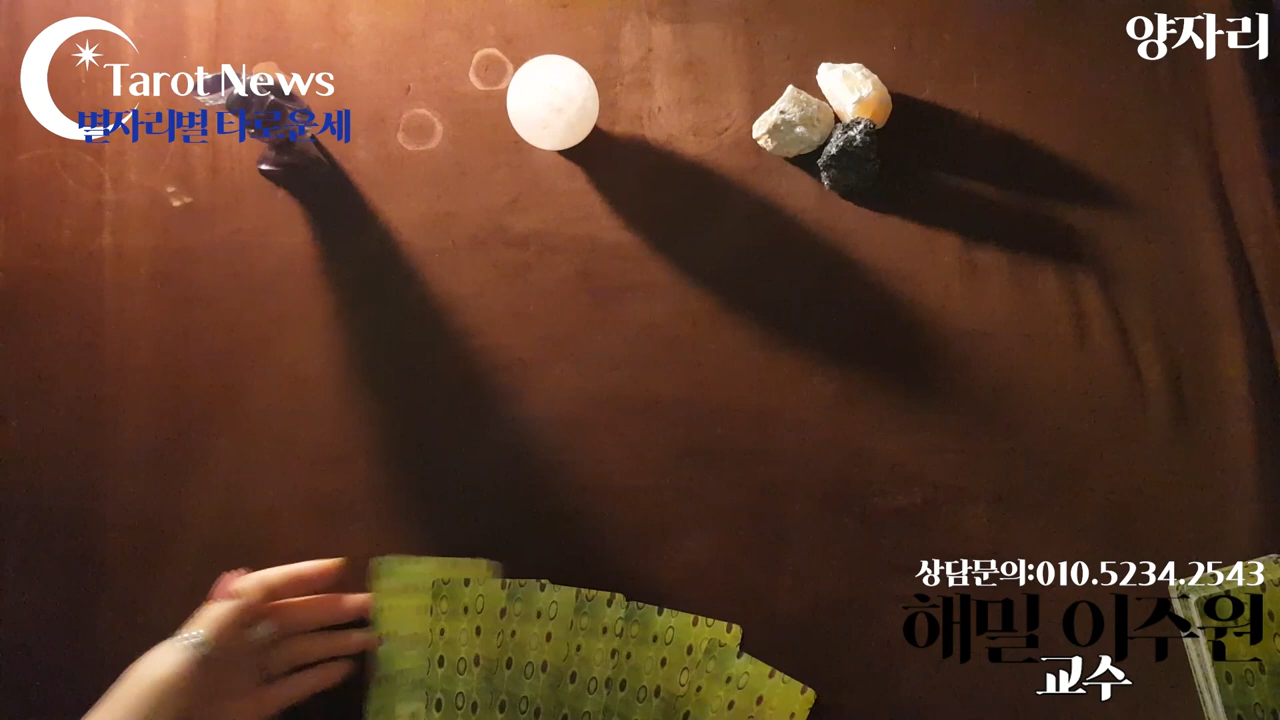 Tarot News
별자리별 타로운세
양자리
상담문의:010.5234.2543
해밀 이주원
교수